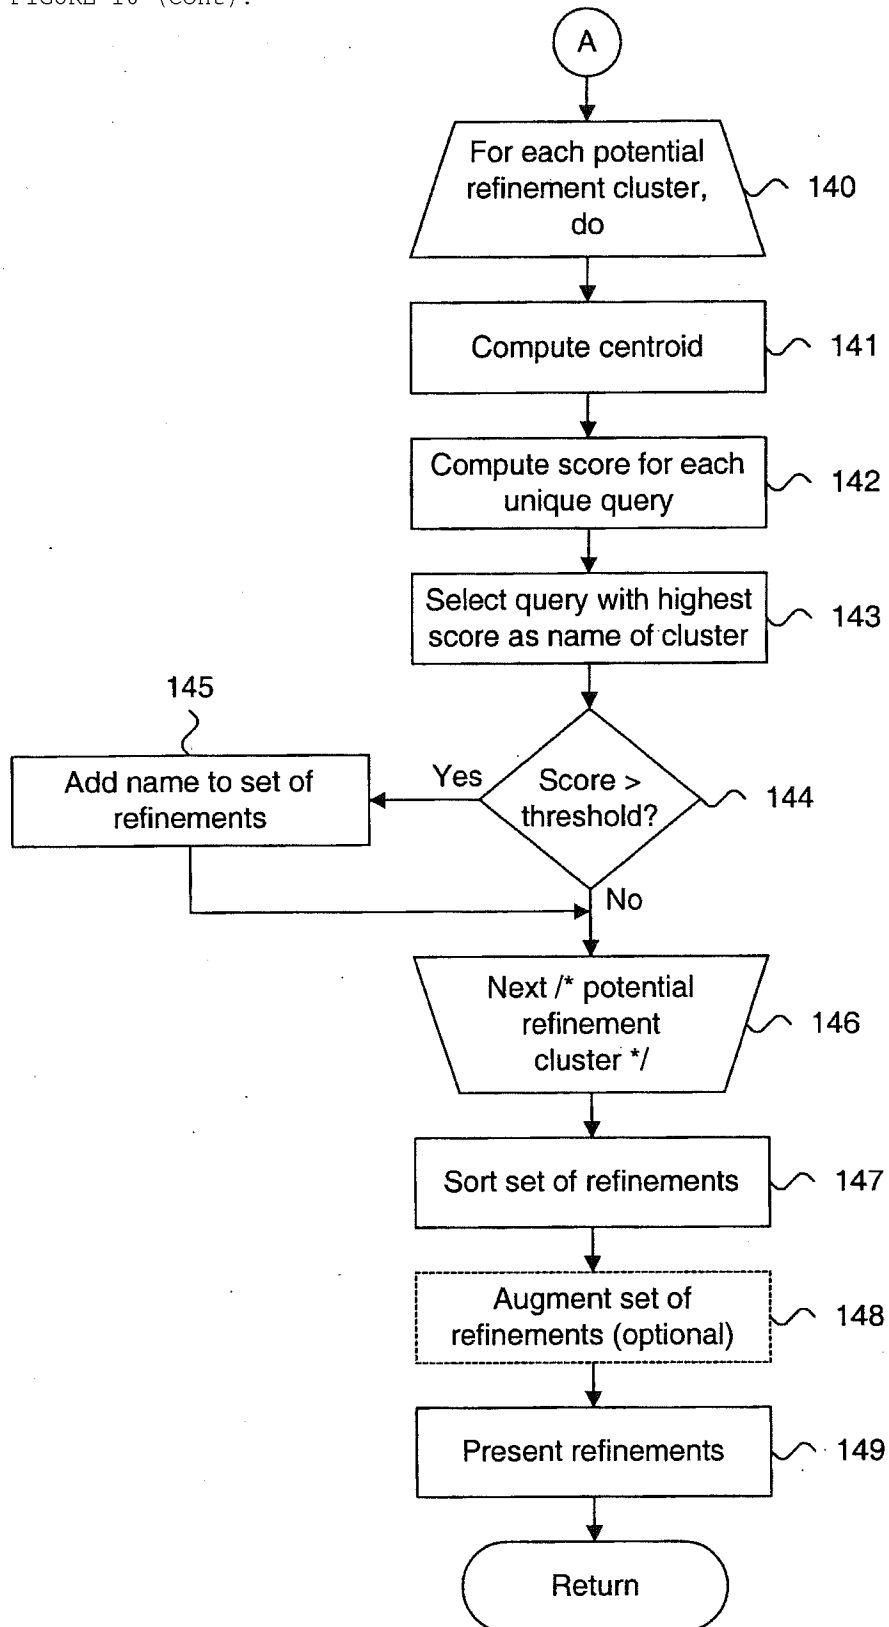 FIGURE 10 (Cont).
A
For each potential
refinement cluster,
do
140
Compute centroid
141
Compute score for each
unique query
142
Select query with highest
score as name of cluster
143
145
Add name to set of
refinements
Yes
Score >
threshold?
144
No
Next /* potential
refinement
cluster */
146
Sort set of refinements
147
Augment set of
refinements (optional)
148
Present refinements
149
Return